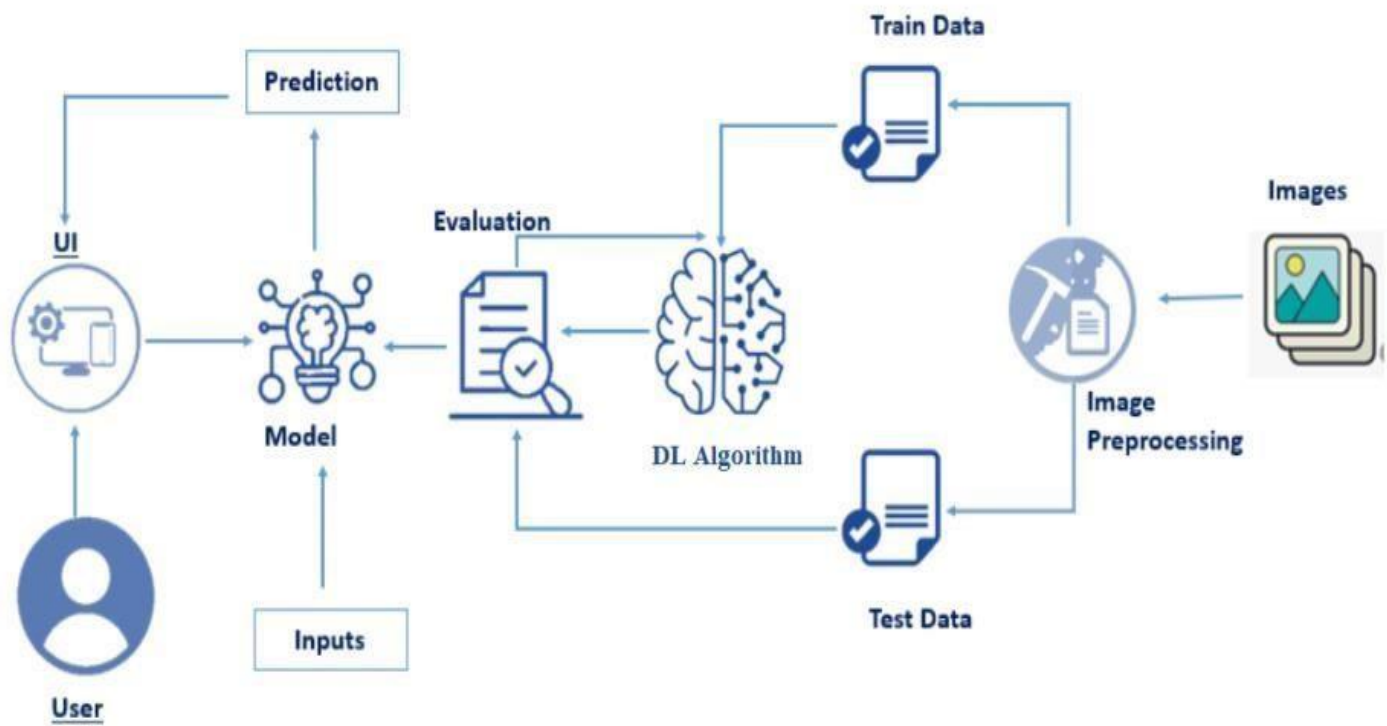 Train Data
Prediction
Images
Evaluation
UI
Image
Preprocessing
Model
DL Algorithm
Test Data
Inputs
User